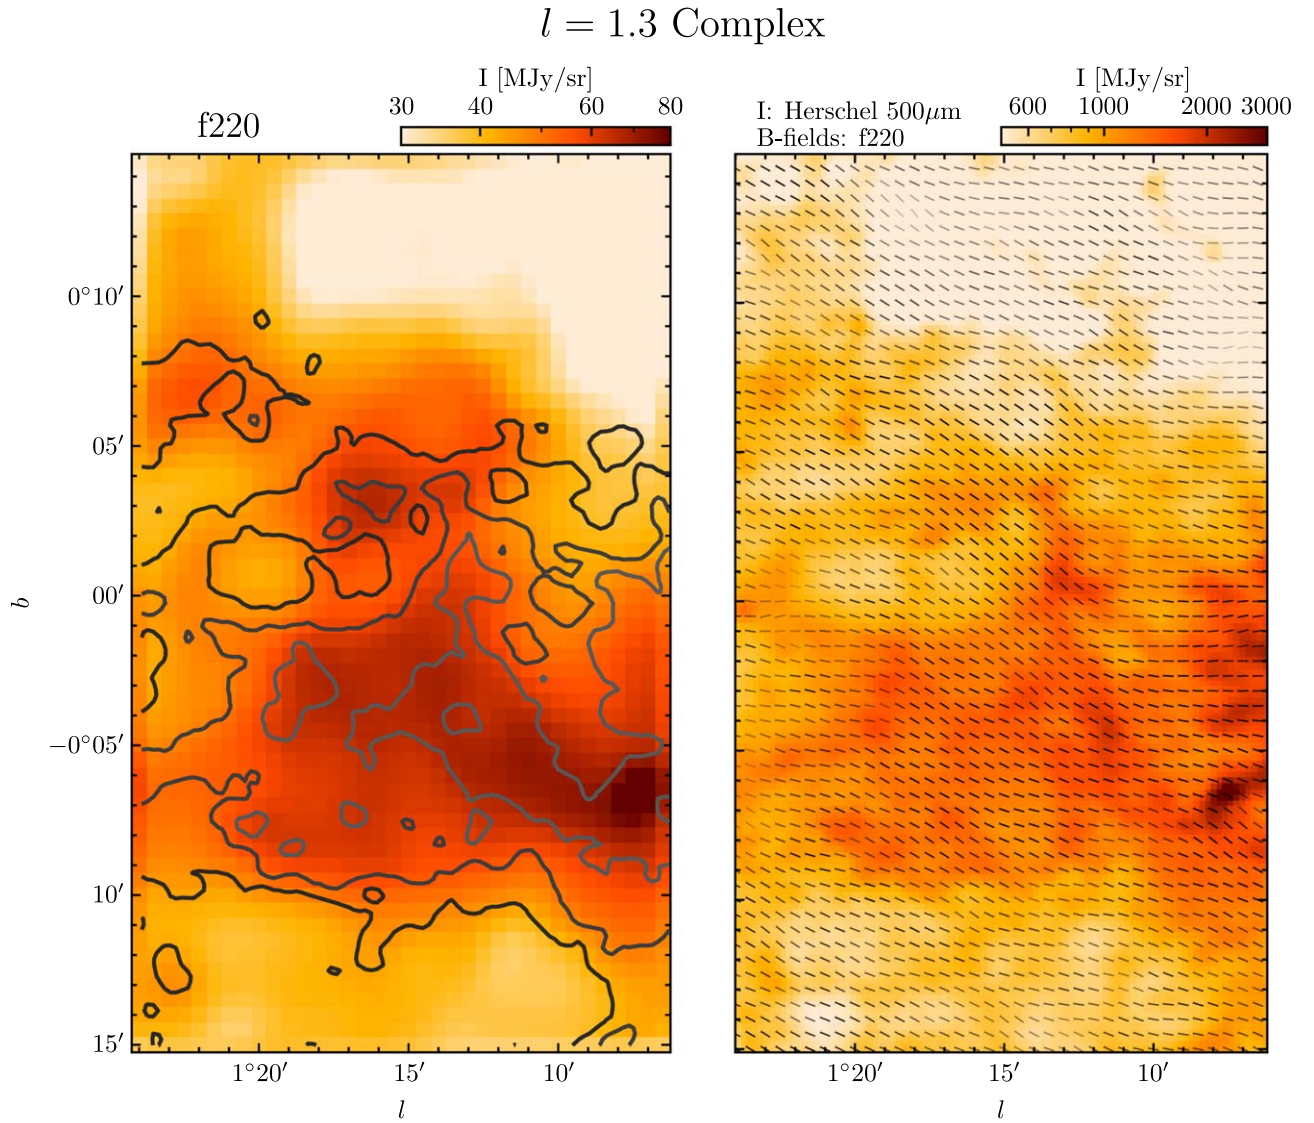 l = 1.3 Complex
f220
I [MJy/sr]
30 40 60 80
I: Herschel 500μm
B-fields: f220
I [MJy/sr]
600 1000 2000 3000
0°10′
05′
00′
−0°05′
10′
15′
b
1°20′ 15′ 10′
l
1°20′ 15′ 10′
l